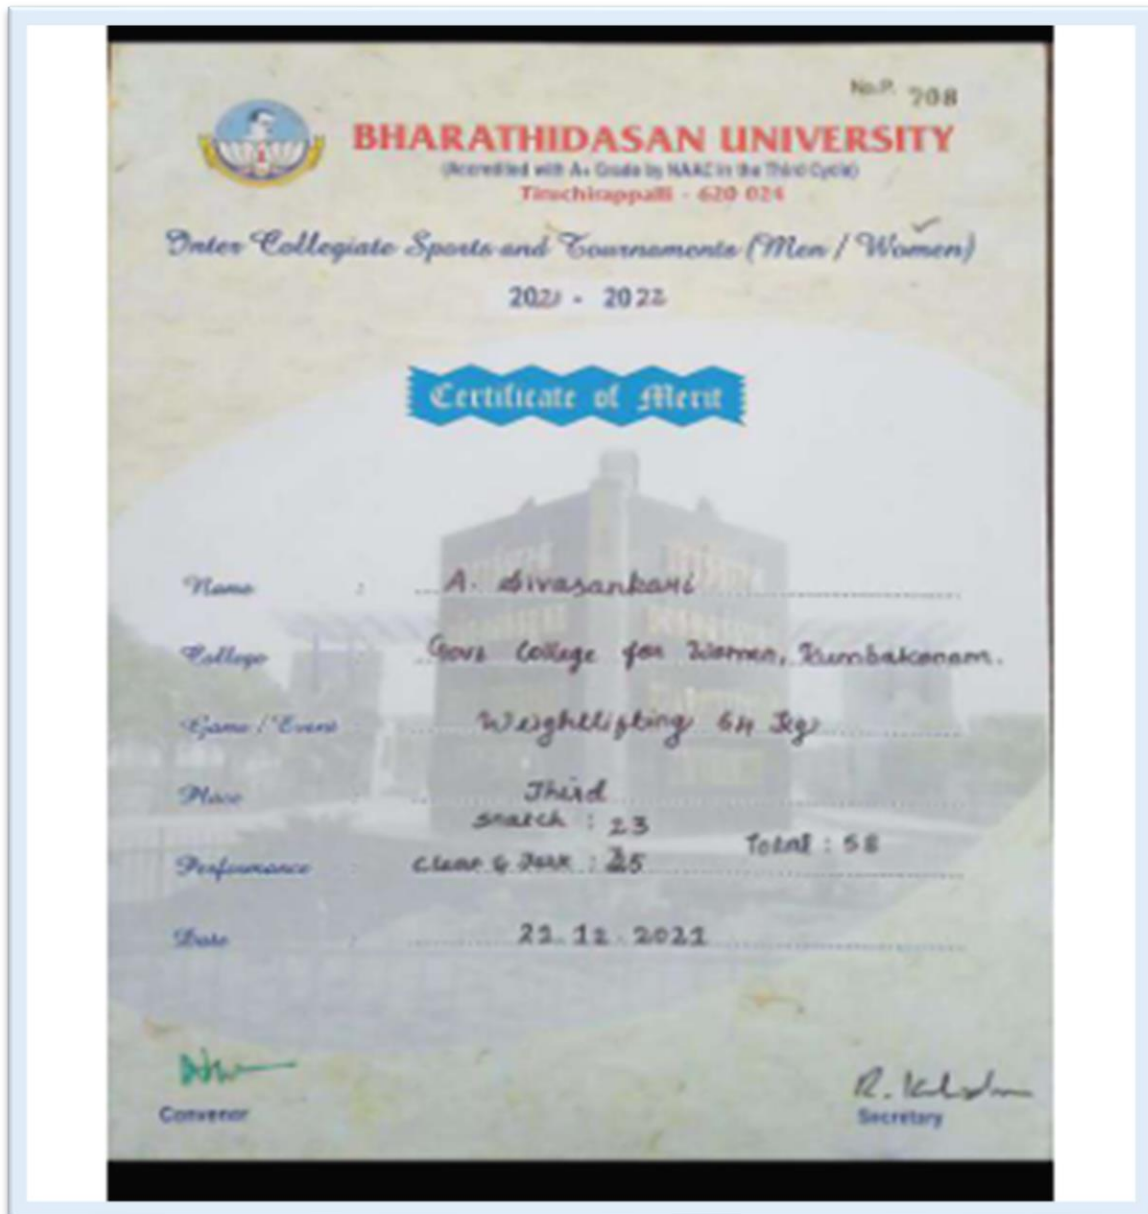 No.P. 708
BHARATHIDASAN UNIVERSITY
(Accredited with A+ Grade by NAAC in the Third Cycle)
Tiruchirappalli - 620 024
Inter Collegiate Sports and Tournaments (Men / Women)
2021 - 2022
Certificate of Merit
Name : A. Sivasankari
College : Govt College for Women, Kumbakonam.
Game / Event : Weightlifting 64 Kg
Place : Third
Snatch : 23
Total : 58
Performance : Clean & Jerk : 35
Date : 21.12.2021
Convenor
Secretary